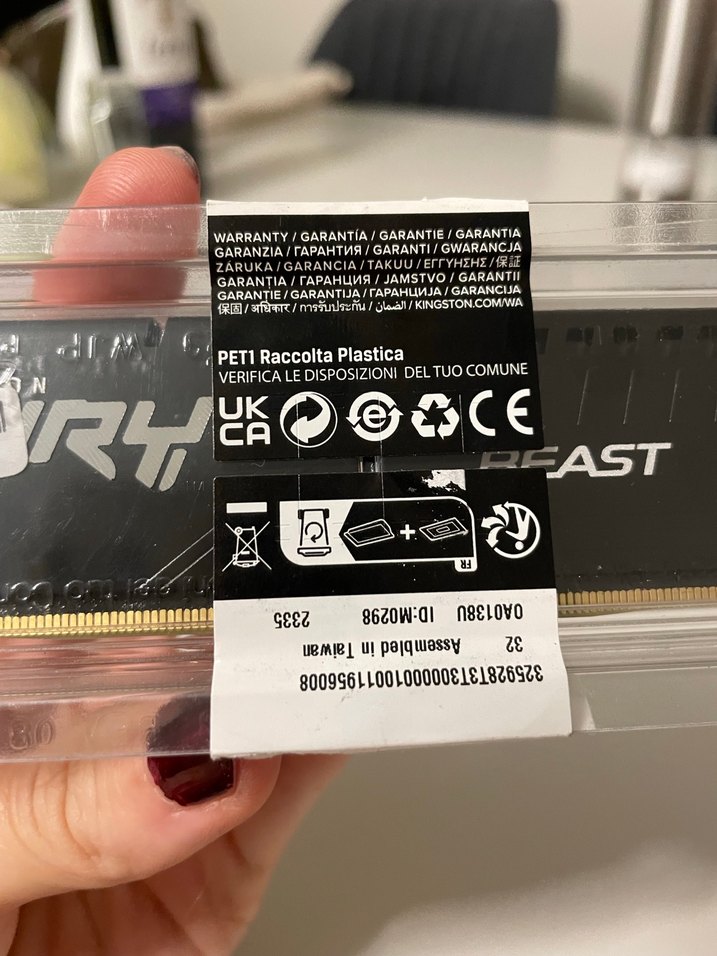 WARRANTY / GARANTÍA / GARANTIE / GARANTIA
GARANZIA / ГАРАНТИЯ / GARANTI / GWARANCJA
ZÁRUKA / GARANCIA / TAKUU / ΕΓΓΥΗΣΗΣ / 保証
GARANȚIA / ГАРАНЦИЯ / JAMSTVO / GARANTII
GARANTIE / GARANTIJA / ГАРАНЦИЈА / GARANCIJA
保固 / अधिकार / การรับประกัน / الضمان / KINGSTON.COM/WA
PET1 Raccolta Plastica
VERIFICA LE DISPOSIZIONI DEL TUO COMUNE
UK
CA
CE
RY
BEAST
FR
0A0138U ID:M0298 2335
32 Assembled in Taiwan
325928T3T30000010011956008